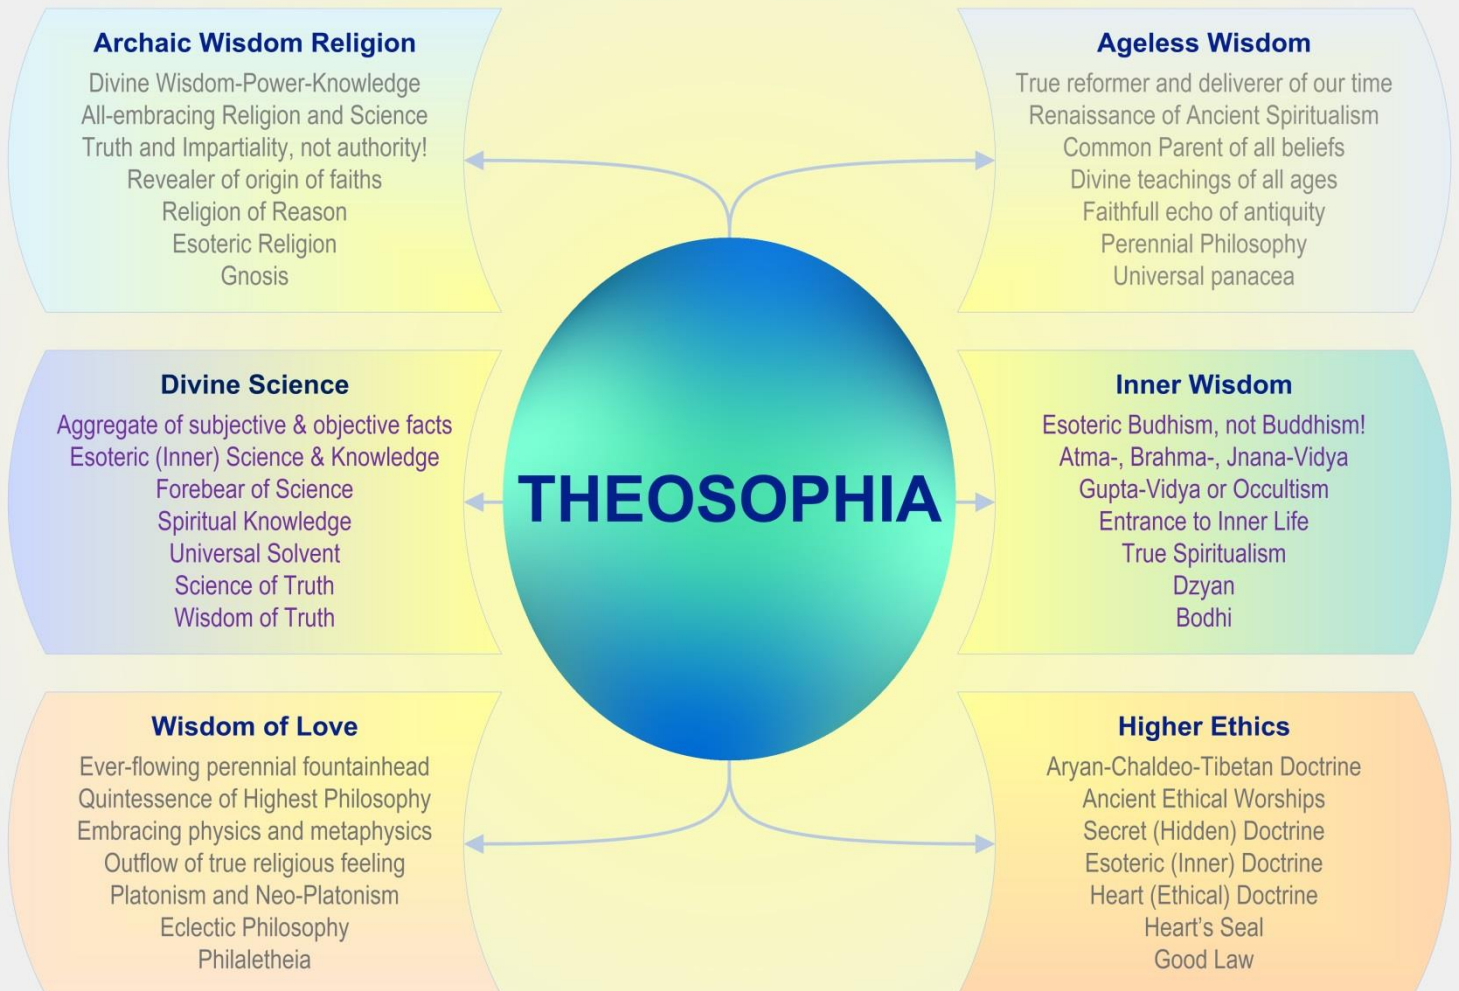 Archaic Wisdom Religion
Divine Wisdom-Power-Knowledge
All-embracing Religion and Science
Truth and Impartiality, not authority!
Revealer of origin of faiths
Religion of Reason
Esoteric Religion
Gnosis
Ageless Wisdom
True reformer and deliverer of our time
Renaissance of Ancient Spiritualism
Common Parent of all beliefs
Divine teachings of all ages
Faithfull echo of antiquity
Perennial Philosophy
Universal panacea
Divine Science
Aggregate of subjective & objective facts
Esoteric (Inner) Science & Knowledge
Forebear of Science
Spiritual Knowledge
Universal Solvent
Science of Truth
Wisdom of Truth
THEOSOPHIA
Inner Wisdom
Esoteric Budhism, not Buddhism!
Atma-, Brahma-, Jnana-Vidya
Gupta-Vidya or Occultism
Entrance to Inner Life
True Spiritualism
Dzyan
Bodhi
Wisdom of Love
Ever-flowing perennial fountainhead
Quintessence of Highest Philosophy
Embracing physics and metaphysics
Outflow of true religious feeling
Platonism and Neo-Platonism
Eclectic Philosophy
Philaletheia
Higher Ethics
Aryan-Chaldeo-Tibetan Doctrine
Ancient Ethical Worships
Secret (Hidden) Doctrine
Esoteric (Inner) Doctrine
Heart (Ethical) Doctrine
Heart's Seal
Good Law